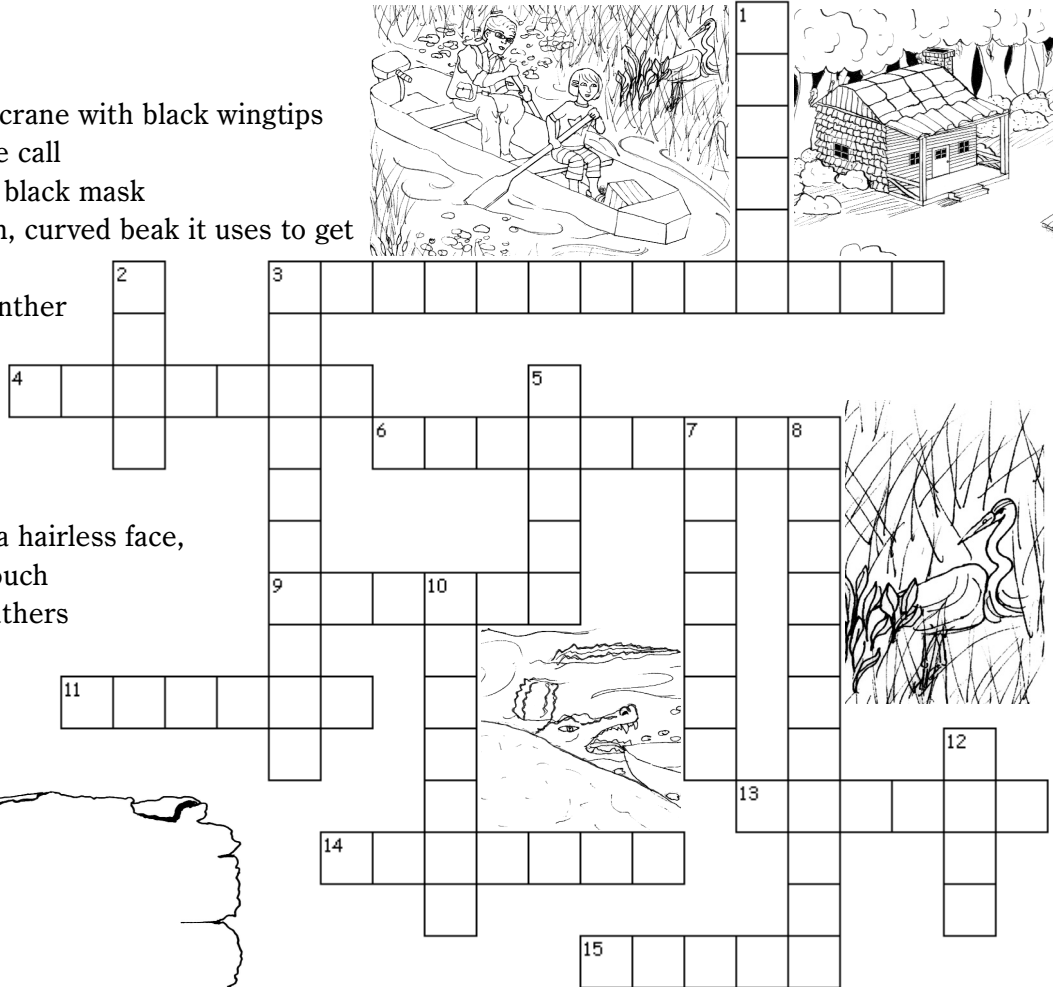 1
crane with black wingtips
e call
black mask
, curved beak it uses to get
2
3
nther
4
5
6
7
8
a hairless face,
ouch
9
10
thers
11
12
13
14
15